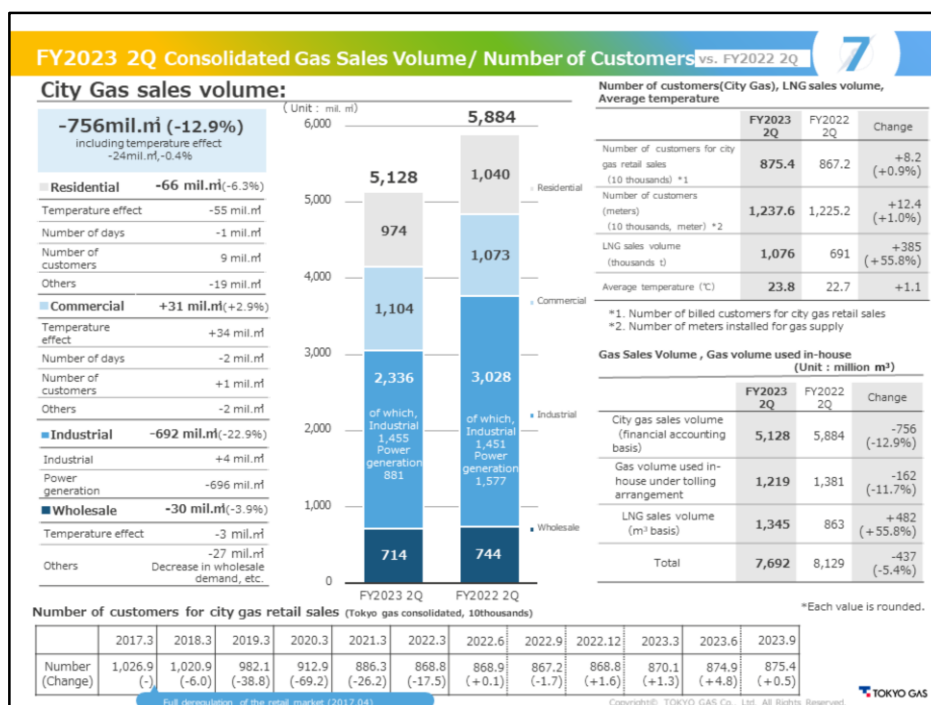 FY2023 2Q Consolidated Gas Sales Volume/ Number of Customers vs. FY2022 2Q
7
City Gas sales volume:
-756mil.㎥ (-12.9%)
including temperature effect
-24mil.㎥,-0.4%
Residential -66 mil.㎥(-6.3%)
Temperature effect -55 mil.㎥
Number of days -1 mil.㎥
Number of
customers 9 mil.㎥
Others -19 mil.㎥
Commercial +31 mil.㎥(+2.9%)
Temperature
effect +34 mil.㎥
Number of days -2 mil.㎥
Number of
customers +1 mil.㎥
Others -2 mil.㎥
Industrial -692 mil.㎥(-22.9%)
Industrial +4 mil.㎥
Power
generation -696 mil.㎥
Wholesale -30 mil.㎥(-3.9%)
Temperature effect -3 mil.㎥
Others -27 mil.㎥
Decrease in wholesale
demand, etc.
(Unit : mil. ㎥)
6,000
5,000
4,000
3,000
2,000
1,000
0
5,128
974
1,104
2,336
of which,
Industrial
1,455
Power
generation
881
714
FY2023 2Q
5,884
1,040
1,073
3,028
of which,
Industrial
1,451
Power
generation
1,577
744
FY2022 2Q
Residential
Commercial
Industrial
Wholesale
Number of customers(City Gas), LNG sales volume,
Average temperature
FY2023 2Q FY2022 2Q Change
Number of customers for city
gas retail sales
(10 thousands) *1 875.4 867.2 +8.2 (+0.9%)
Number of customers
(meters)
(10 thousands, meter) *2 1,237.6 1,225.2 +12.4 (+1.0%)
LNG sales volume
(thousands t) 1,076 691 +385 (+55.8%)
Average temperature (℃) 23.8 22.7 +1.1
*1. Number of billed customers for city gas retail sales
*2. Number of meters installed for gas supply
Gas Sales Volume , Gas volume used in-house
(Unit : million m³)
FY2023 2Q FY2022 2Q Change
City gas sales volume
(financial accounting
basis) 5,128 5,884 -756 (-12.9%)
Gas volume used in-
house under tolling
arrangement 1,219 1,381 -162 (-11.7%)
LNG sales volume
(m³ basis) 1,345 863 +482 (+55.8%)
Total 7,692 8,129 -437 (-5.4%)
*Each value is rounded.
Number of customers for city gas retail sales (Tokyo gas consolidated, 10thousands)
2017.3 2018.3 2019.3 2020.3 2021.3 2022.3 2022.6 2022.9 2022.12 2023.3 2023.6 2023.9
Number 1,026.9 1,020.9 982.1 912.9 886.3 868.8 868.9 867.2 868.8 870.1 874.9 875.4
(Change) (-) (-6.0) (-38.8) (-69.2) (-26.2) (-17.5) (+0.1) (-1.7) (+1.6) (+1.3) (+4.8) (+0.5)
Full deregulation of the retail market (2017.04)
Copyright© TOKYO GAS Co., Ltd. All Rights Reserved.
TOKYO GAS